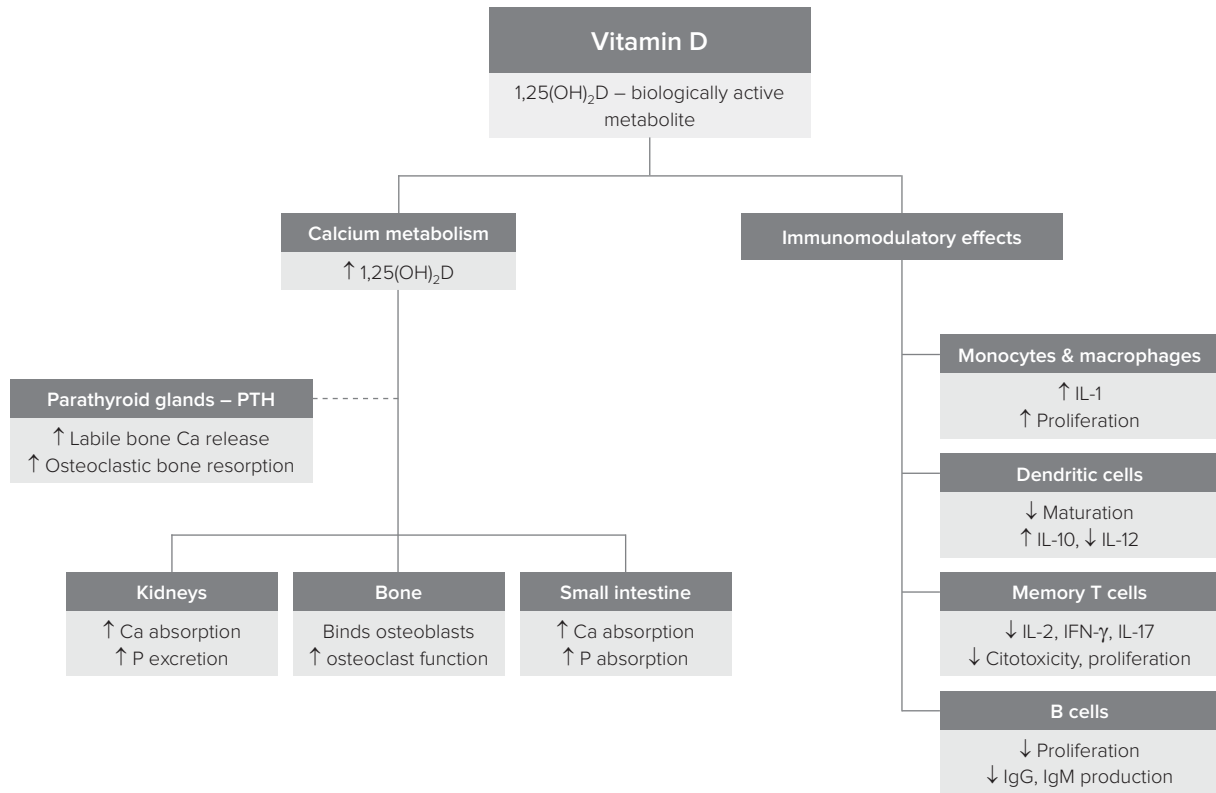 Vitamin D
1,25(OH)₂D – biologically active
metabolite
Calcium metabolism
↑ 1,25(OH)₂D
Immunomodulatory effects
Parathyroid glands – PTH
↑ Labile bone Ca release
↑ Osteoclastic bone resorption
Kidneys
↑ Ca absorption
↑ P excretion
Bone
Binds osteoblasts
↑ osteoclast function
Small intestine
↑ Ca absorption
↑ P absorption
Monocytes & macrophages
↑ IL-1
↑ Proliferation
Dendritic cells
↓ Maturation
↑ IL-10, ↓ IL-12
Memory T cells
↓ IL-2, IFN-γ, IL-17
↓ Citotoxicity, proliferation
B cells
↓ Proliferation
↓ IgG, IgM production